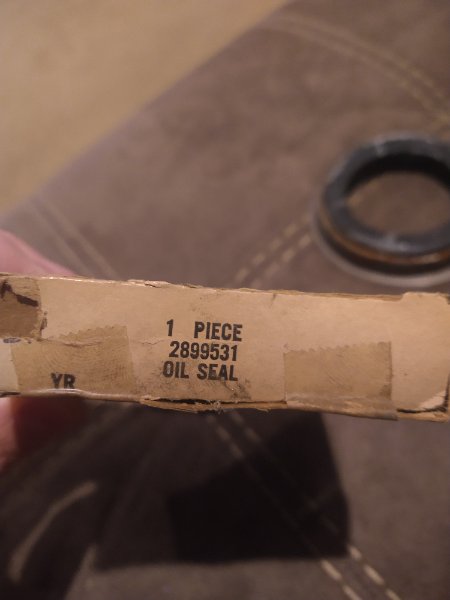 1 PIECE
2899531
OIL SEAL
YR